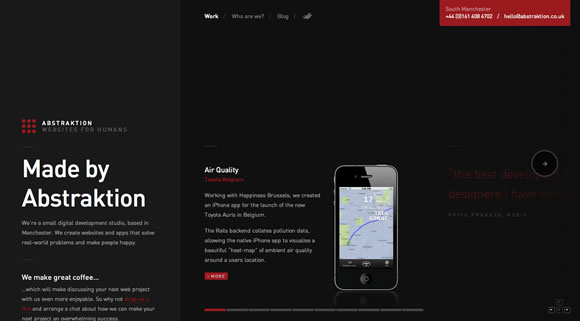 Work / Who are we? / Blog /
South Manchester
+44 (0)161 408 4702 / hello@abstraktion.co.uk
ABSTRAKTION
WEBSITES FOR HUMANS
Made by
Abstraktion
We're a small digital development studio, based in
Manchester. We create websites and apps that solve
real-world problems and make people happy.
We make great coffee...
...which will make discussing your next web project
with us even more enjoyable. So why not drop us a
line and arrange a chat about how we can make your
next project an overwhelming success.
Air Quality
Toyota Belgium
Working with Happiness Brussels, we created
an iPhone app for the launch of the new
Toyota Auris in Belgium.
The Rails backend collates pollution data,
allowing the native iPhone app to visualise a
beautiful "heat-map" of ambient air quality
around a users location.
› MORE
17
"the best develo
designers I have wor
PRIYA PRAKASH,